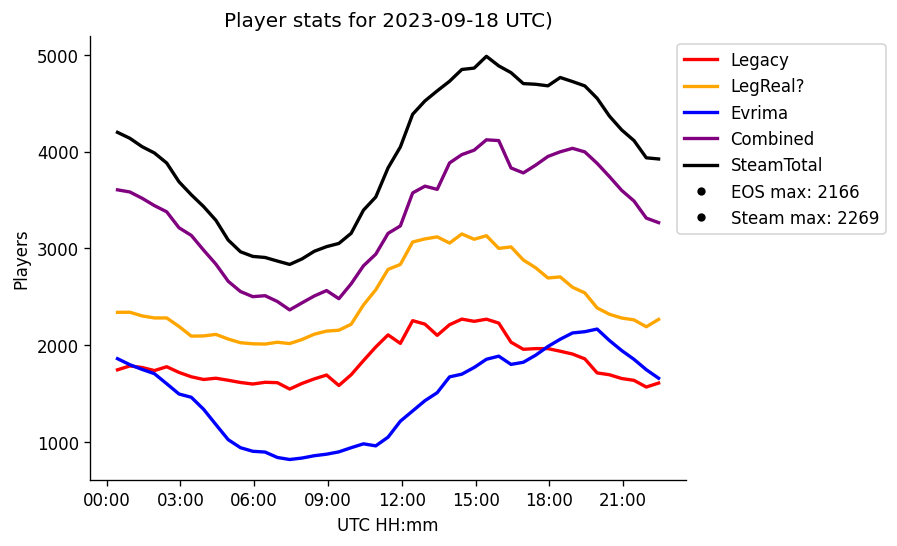 Player stats for 2023-09-18 UTC)
5000
4000
3000
2000
1000
Players
00:00 03:00 06:00 09:00 12:00 15:00 18:00 21:00
UTC HH:mm
Legacy
LegReal?
Evrima
Combined
SteamTotal
EOS max: 2166
Steam max: 2269